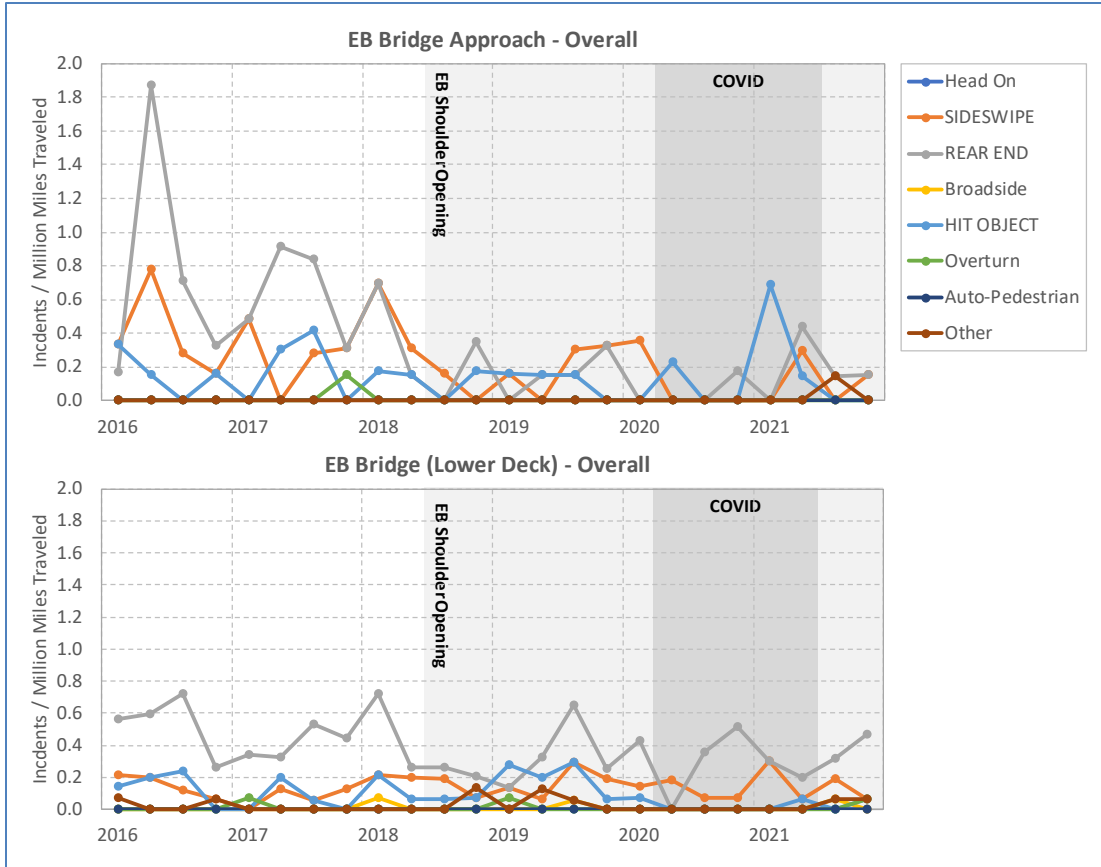 EB Bridge Approach - Overall
Incdents / Million Miles Traveled
2.0
1.8
1.6
1.4
1.2
1.0
0.8
0.6
0.4
0.2
0.0
EB Shoulder Opening
COVID
2016 2017 2018 2019 2020 2021
Head On
SIDESWIPE
REAR END
Broadside
HIT OBJECT
Overturn
Auto-Pedestrian
Other
EB Bridge (Lower Deck) - Overall
Incdents / Million Miles Traveled
2.0
1.8
1.6
1.4
1.2
1.0
0.8
0.6
0.4
0.2
0.0
EB Shoulder Opening
COVID
2016 2017 2018 2019 2020 2021